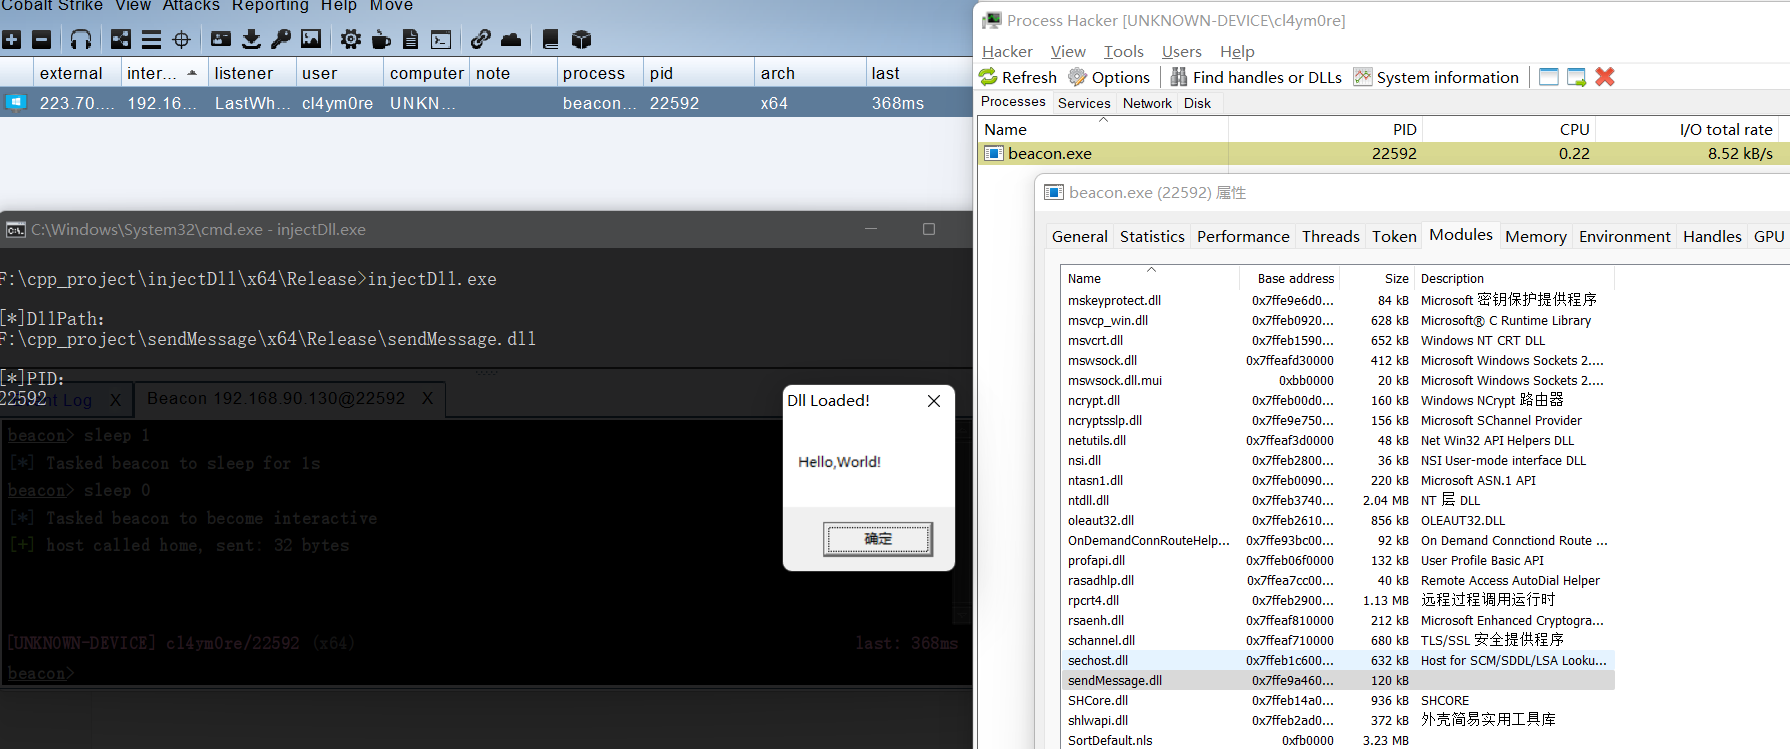 Cobalt Strike View Attacks Reporting Help Move
external inter... listener user computer note process pid arch last
223.70.... 192.16... LastWh... cl4ym0re UNKN... beacon... 22592 x64 368ms
C:\Windows\System32\cmd.exe - injectDll.exe
F:\cpp_project\injectDll\x64\Release>injectDll.exe
[*]DllPath:
F:\cpp_project\sendMessage\x64\Release\sendMessage.dll
[*]PID:
22592
Log X Beacon 192.168.90.130@22592 X
beacon> sleep 1
[*] Tasked beacon to sleep for 1s
beacon> sleep 0
[*] Tasked beacon to become interactive
[+] host called home, sent: 32 bytes
[UNKNOWN-DEVICE] cl4ym0re/22592 (x64) last: 368ms
beacon>
Dll Loaded!
Hello,World!
确定
Process Hacker [UNKNOWN-DEVICE\cl4ym0re]
Hacker View Tools Users Help
Refresh Options Find handles or DLLs System information
Processes Services Network Disk
Name PID CPU I/O total rate
beacon.exe 22592 0.22 8.52 kB/s
beacon.exe (22592) 属性
General Statistics Performance Threads Token Modules Memory Environment Handles GPU
Name Base address Size Description
mskeyprotect.dll 0x7ffe9e6d0... 84 kB Microsoft 密钥保护提供程序
msvcp_win.dll 0x7ffeb0920... 628 kB Microsoft® C Runtime Library
msvcrt.dll 0x7ffeb1590... 652 kB Windows NT CRT DLL
mswsock.dll 0x7ffeafd30000 412 kB Microsoft Windows Sockets 2....
mswsock.dll.mui 0xbb0000 20 kB Microsoft Windows Sockets 2....
ncrypt.dll 0x7ffeb00d0... 160 kB Windows NCrypt 路由器
ncryptsslp.dll 0x7ffe9e750... 156 kB Microsoft SChannel Provider
netutils.dll 0x7ffeaf3d0000 48 kB Net Win32 API Helpers DLL
nsi.dll 0x7ffeb2800... 36 kB NSI User-mode interface DLL
ntasn1.dll 0x7ffeb0090... 220 kB Microsoft ASN.1 API
ntdll.dll 0x7ffeb3740... 2.04 MB NT 层 DLL
oleaut32.dll 0x7ffeb2610... 856 kB OLEAUT32.DLL
OnDemandConnRouteHelp... 0x7ffe93bc00... 92 kB On Demand Connctiond Route ...
profapi.dll 0x7ffeb06f0000 132 kB User Profile Basic API
rasadhlp.dll 0x7ffea7cc00... 40 kB Remote Access AutoDial Helper
rpcrt4.dll 0x7ffeb2900... 1.13 MB 远程过程调用运行时
rsaenh.dll 0x7ffeaf810000 212 kB Microsoft Enhanced Cryptogra...
schannel.dll 0x7ffeaf710000 680 kB TLS/SSL 安全提供程序
sechost.dll 0x7ffeb1c600... 632 kB Host for SCM/SDDL/LSA Looku...
sendMessage.dll 0x7ffe9a460... 120 kB
SHCore.dll 0x7ffeb14a0... 936 kB SHCORE
shlwapi.dll 0x7ffeb2ad0... 372 kB 外壳简易实用工具库
SortDefault.nls 0xfb0000 3.23 MB